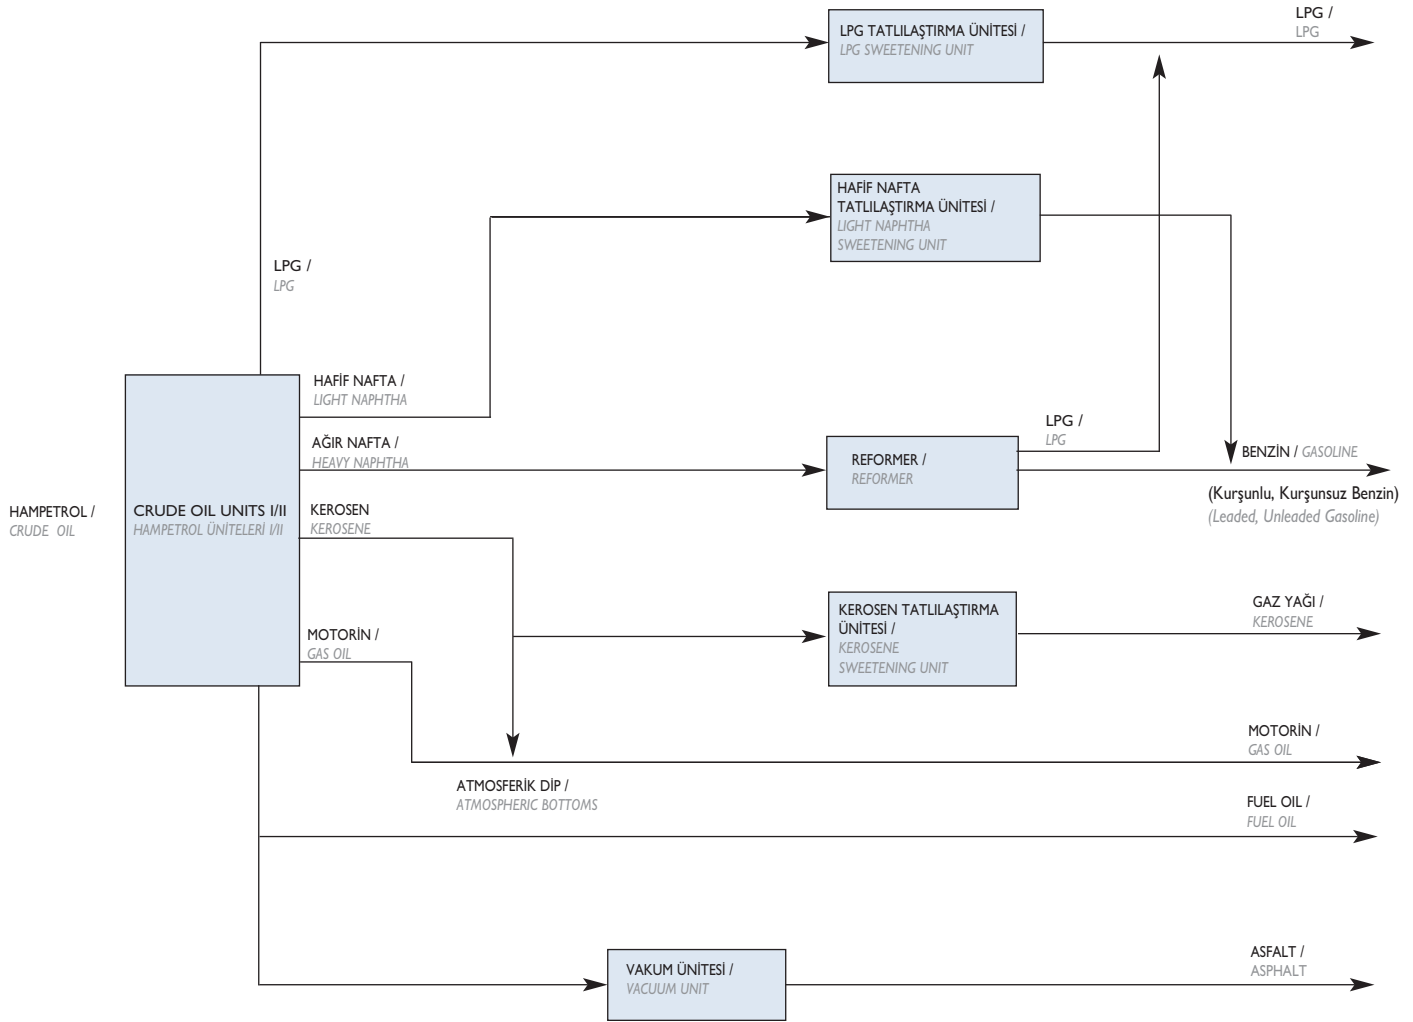 LPG /
LPG
LPG TATLILAŞTIRMA ÜNİTESİ /
LPG SWEETENING UNIT
HAFİF NAFTA
TATLILAŞTIRMA ÜNİTESİ /
LIGHT NAPHTHA
SWEETENING UNIT
LPG /
LPG
HAFİF NAFTA /
LIGHT NAPHTHA
AĞIR NAFTA /
HEAVY NAPHTHA
LPG /
LPG
REFORMER /
REFORMER
BENZİN / GASOLINE
(Kurşunlu, Kurşunsuz Benzin)
(Leaded, Unleaded Gasoline)
HAMPETROL /
CRUDE OIL
CRUDE OIL UNITS I/II
HAMPETROL ÜNİTELERİ I/II
KEROSEN
KEROSENE
KEROSEN TATLILAŞTIRMA
ÜNİTESİ /
KEROSENE
SWEETENING UNIT
GAZ YAĞI /
KEROSENE
MOTORİN /
GAS OIL
MOTORİN /
GAS OIL
ATMOSFERİK DİP /
ATMOSPHERIC BOTTOMS
FUEL OIL /
FUEL OIL
VAKUM ÜNİTESİ /
VACUUM UNIT
ASFALT /
ASPHALT